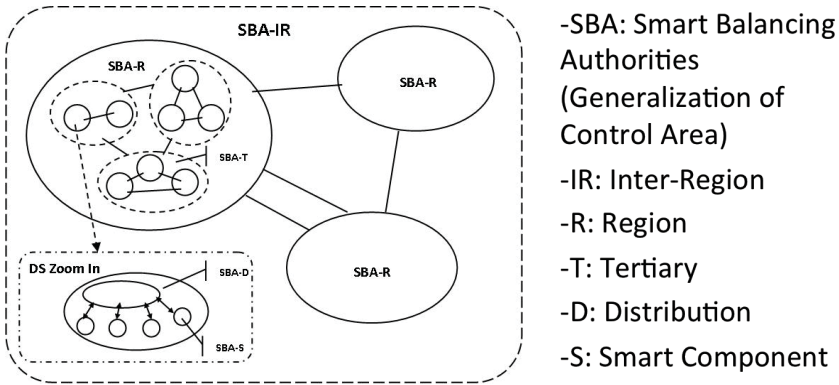 SBA-IR
SBA-R
SBA-R
SBA-T
SBA-R
DS Zoom In
SBA-D
SBA-S
-SBA: Smart Balancing
Authorities
(Generalization of
Control Area)
-IR: Inter-Region
-R: Region
-T: Tertiary
-D: Distribution
-S: Smart Component